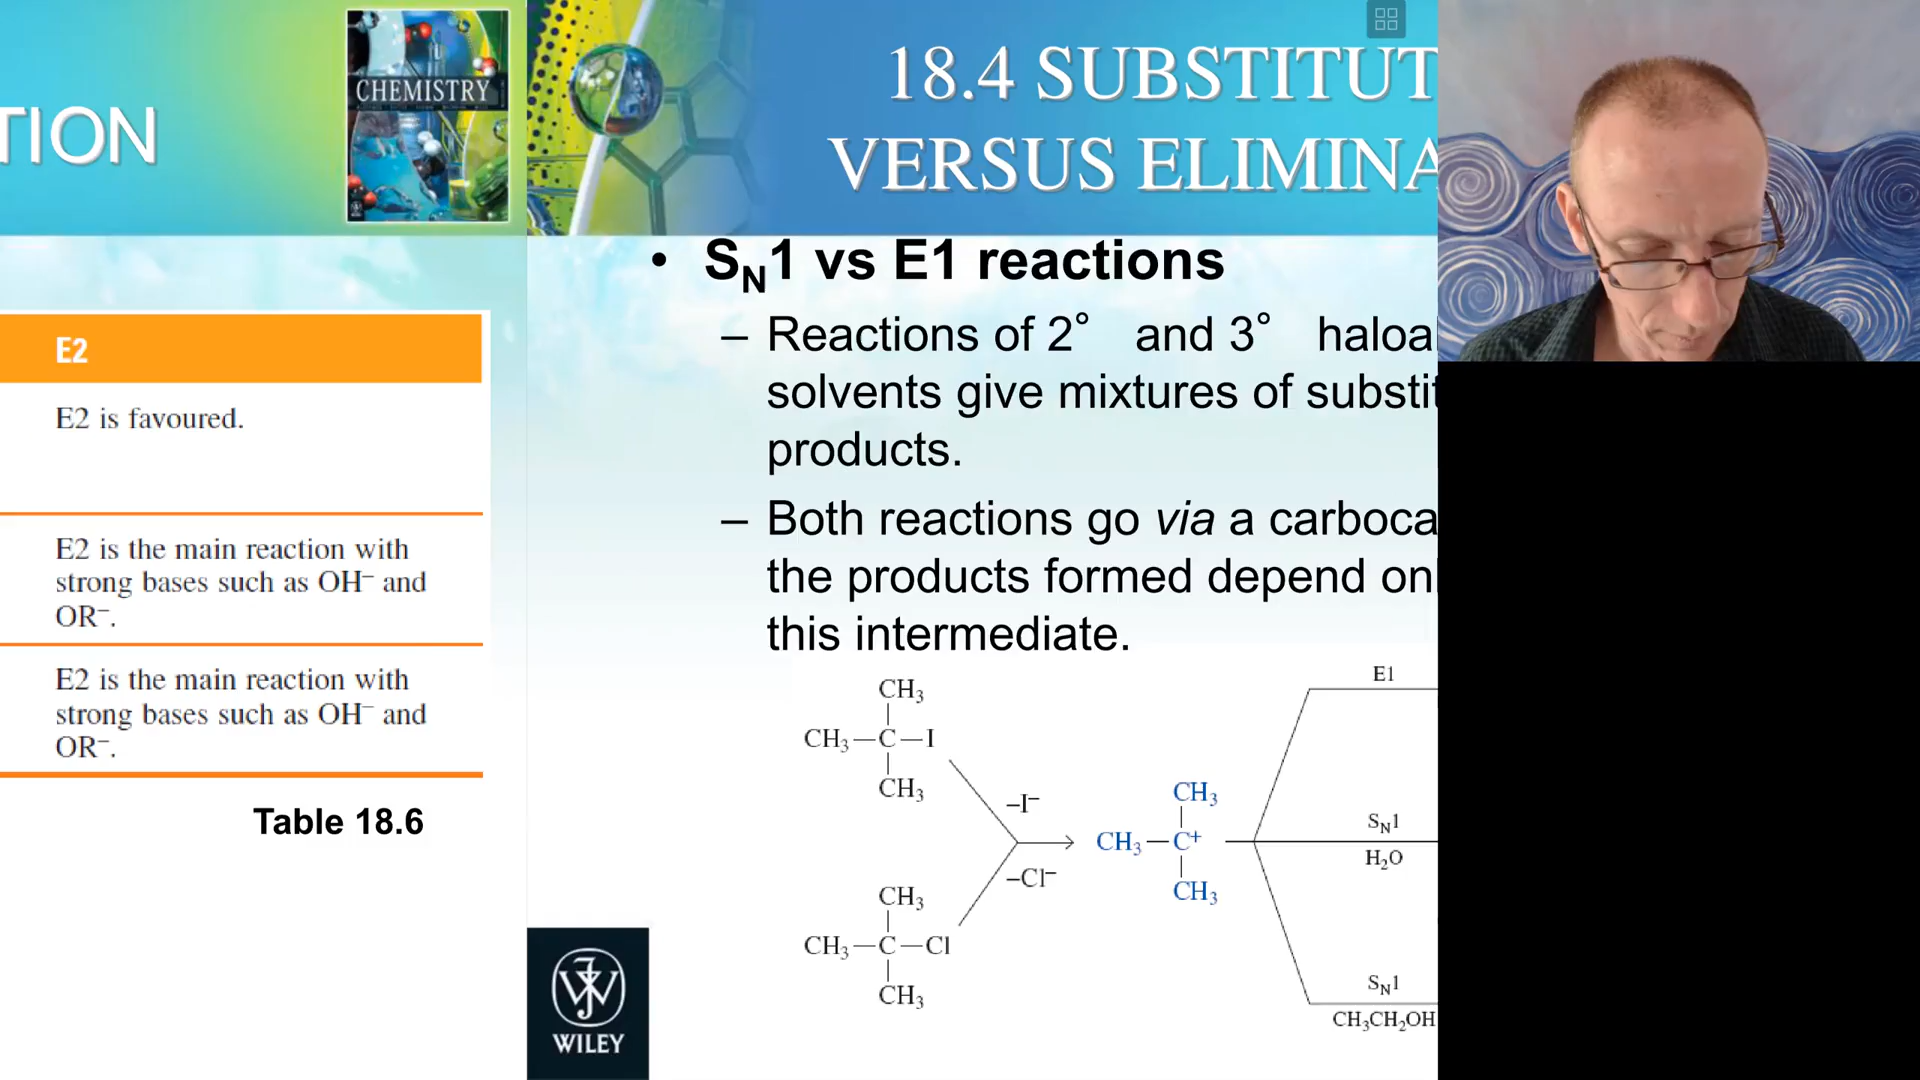 TION
CHEMISTRY
E2
E2 is favoured.
E2 is the main reaction with
strong bases such as OH⁻ and
OR⁻.
E2 is the main reaction with
strong bases such as OH⁻ and
OR⁻.
Table 18.6
18.4 SUBSTITUT
VERSUS ELIMINA
• S_N1 vs E1 reactions
– Reactions of 2° and 3° haloa
solvents give mixtures of substit
products.
– Both reactions go via a carboca
the products formed depend on
this intermediate.
CH₃
CH₃—C—I
CH₃
–I⁻
–Cl⁻
CH₃
CH₃—C—Cl
CH₃
CH₃
CH₃—C⁺
CH₃
E1
S_N1
H₂O
S_N1
CH₃CH₂OH
WILEY